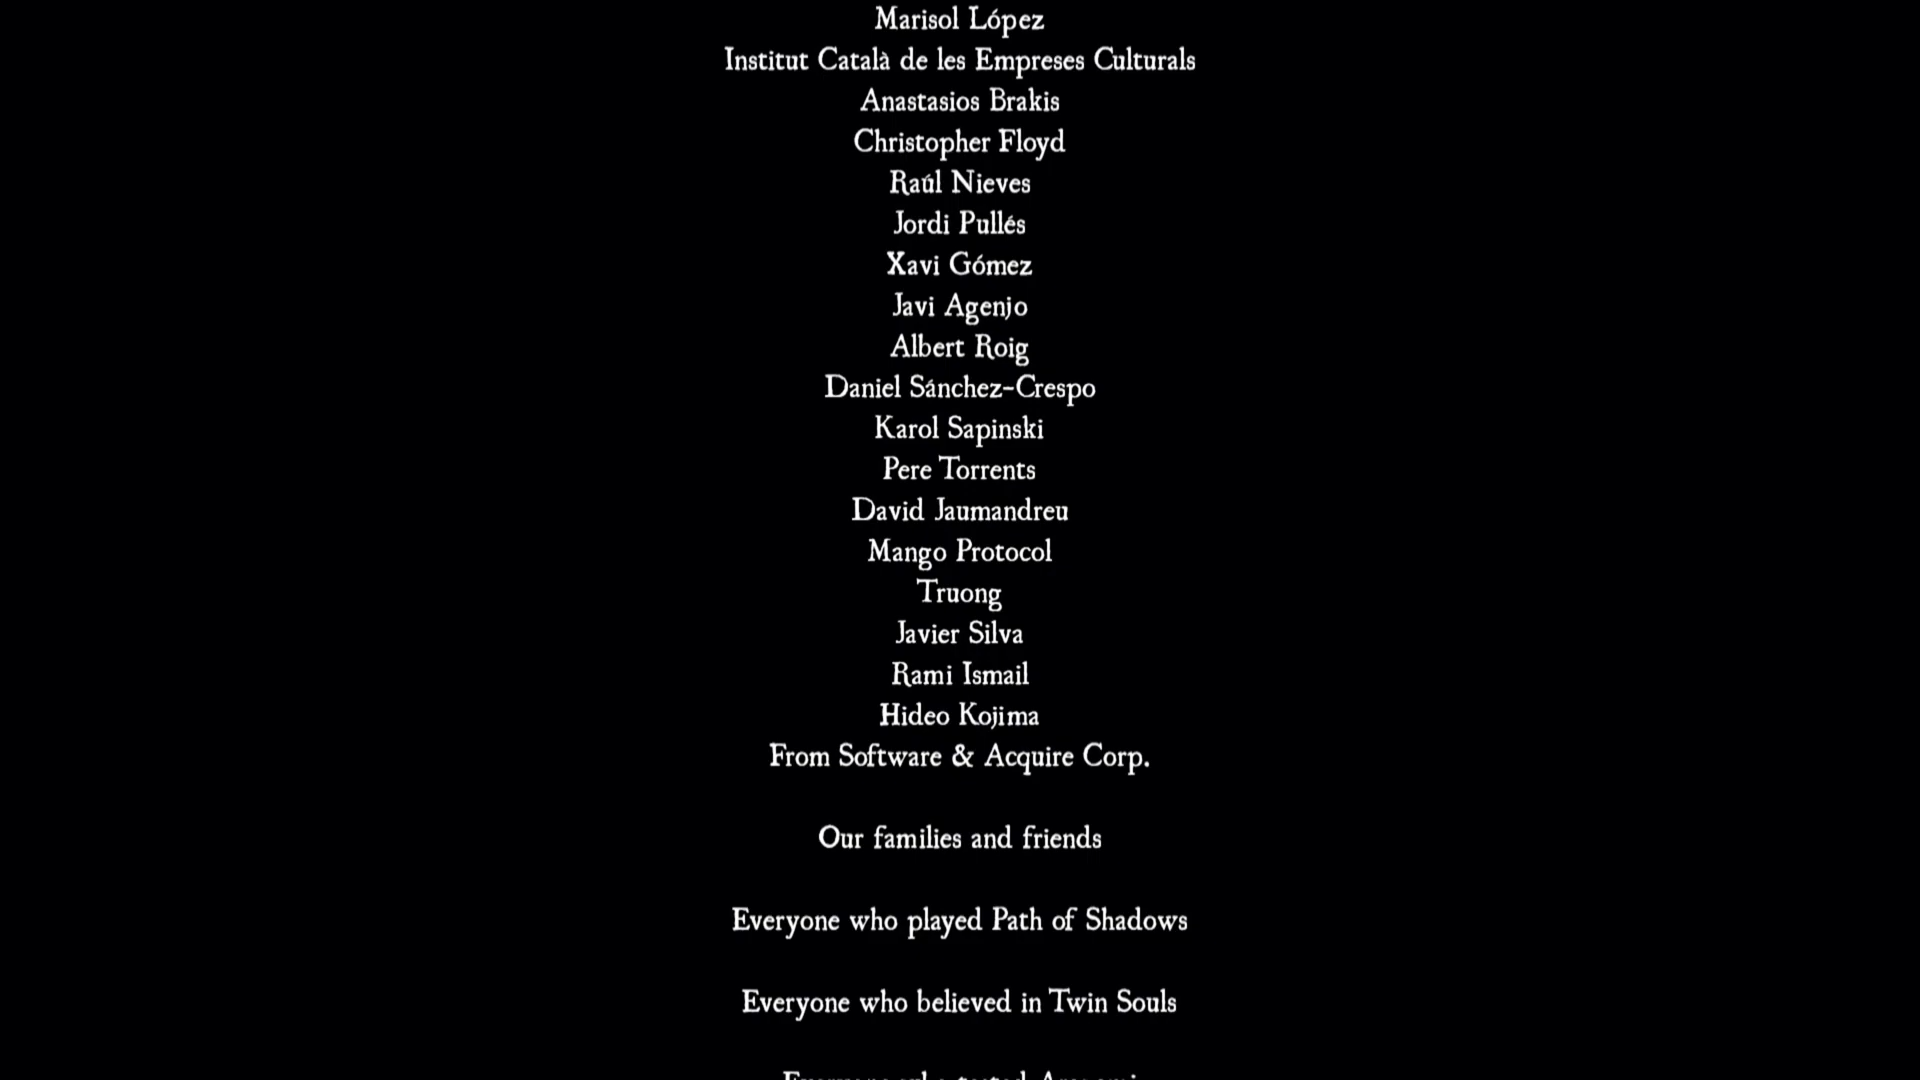 Marisol López
Institut Català de les Empreses Culturals
Anastasios Brakis
Christopher Floyd
Raúl Nieves
Jordi Pullés
Xavi Gómez
Javi Agenjo
Albert Roig
Daniel Sánchez-Crespo
Karol Sapinski
Pere Torrents
David Jaumandreu
Mango Protocol
Truong
Javier Silva
Rami Ismail
Hideo Kojima
From Software & Acquire Corp.
Our families and friends
Everyone who played Path of Shadows
Everyone who believed in Twin Souls